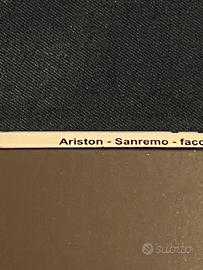 Ariston - Sanremo - facc
subito